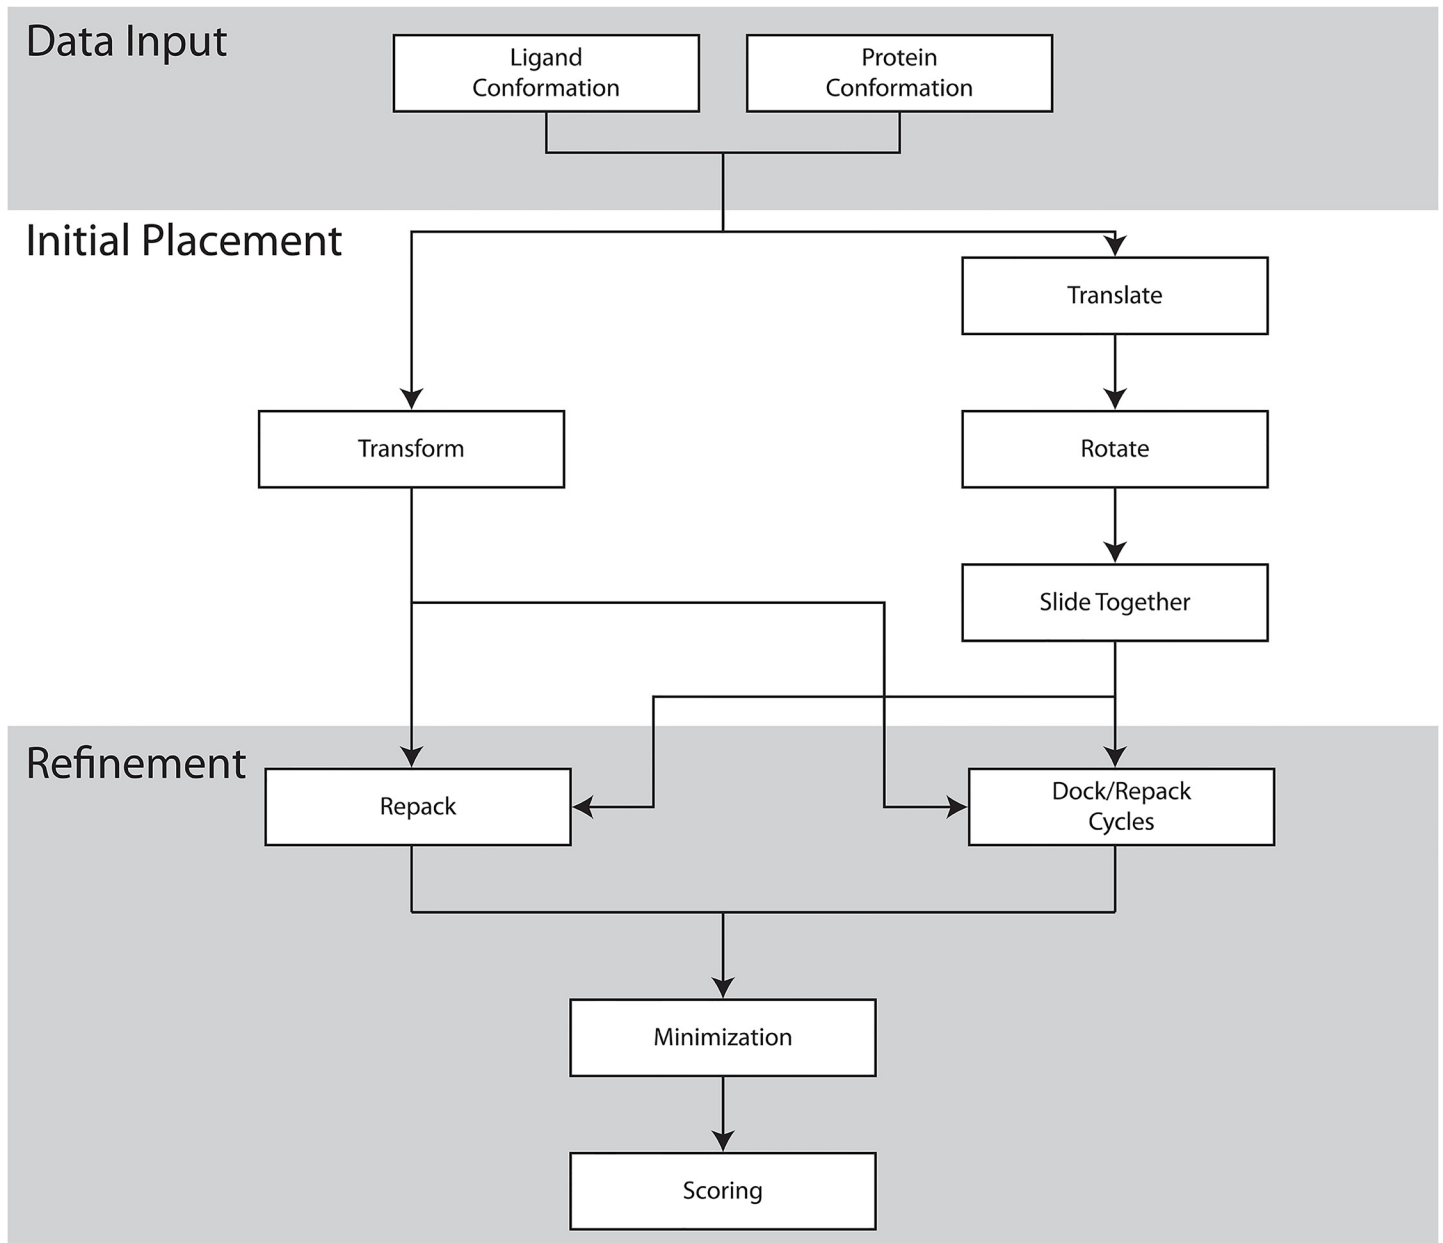 Data Input
Ligand
Conformation
Protein
Conformation
Initial Placement
Translate
Transform
Rotate
Slide Together
Refinement
Repack
Dock/Repack
Cycles
Minimization
Scoring